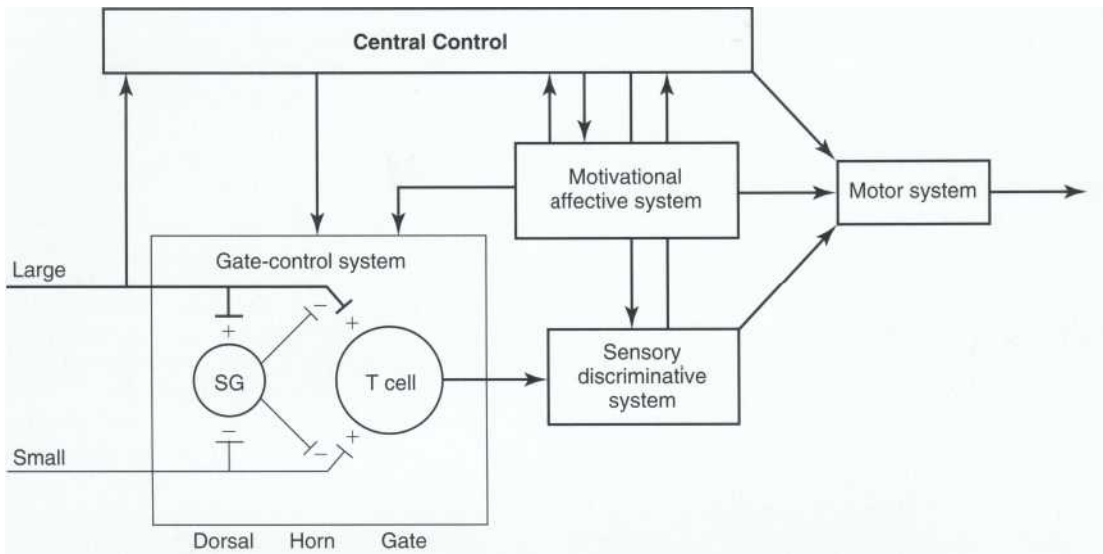 Central Control
Motivational
affective system
Motor system
Gate-control system
Large
+
−
+
SG
T cell
Sensory
discriminative
system
−
−
+
Small
Dorsal Horn Gate